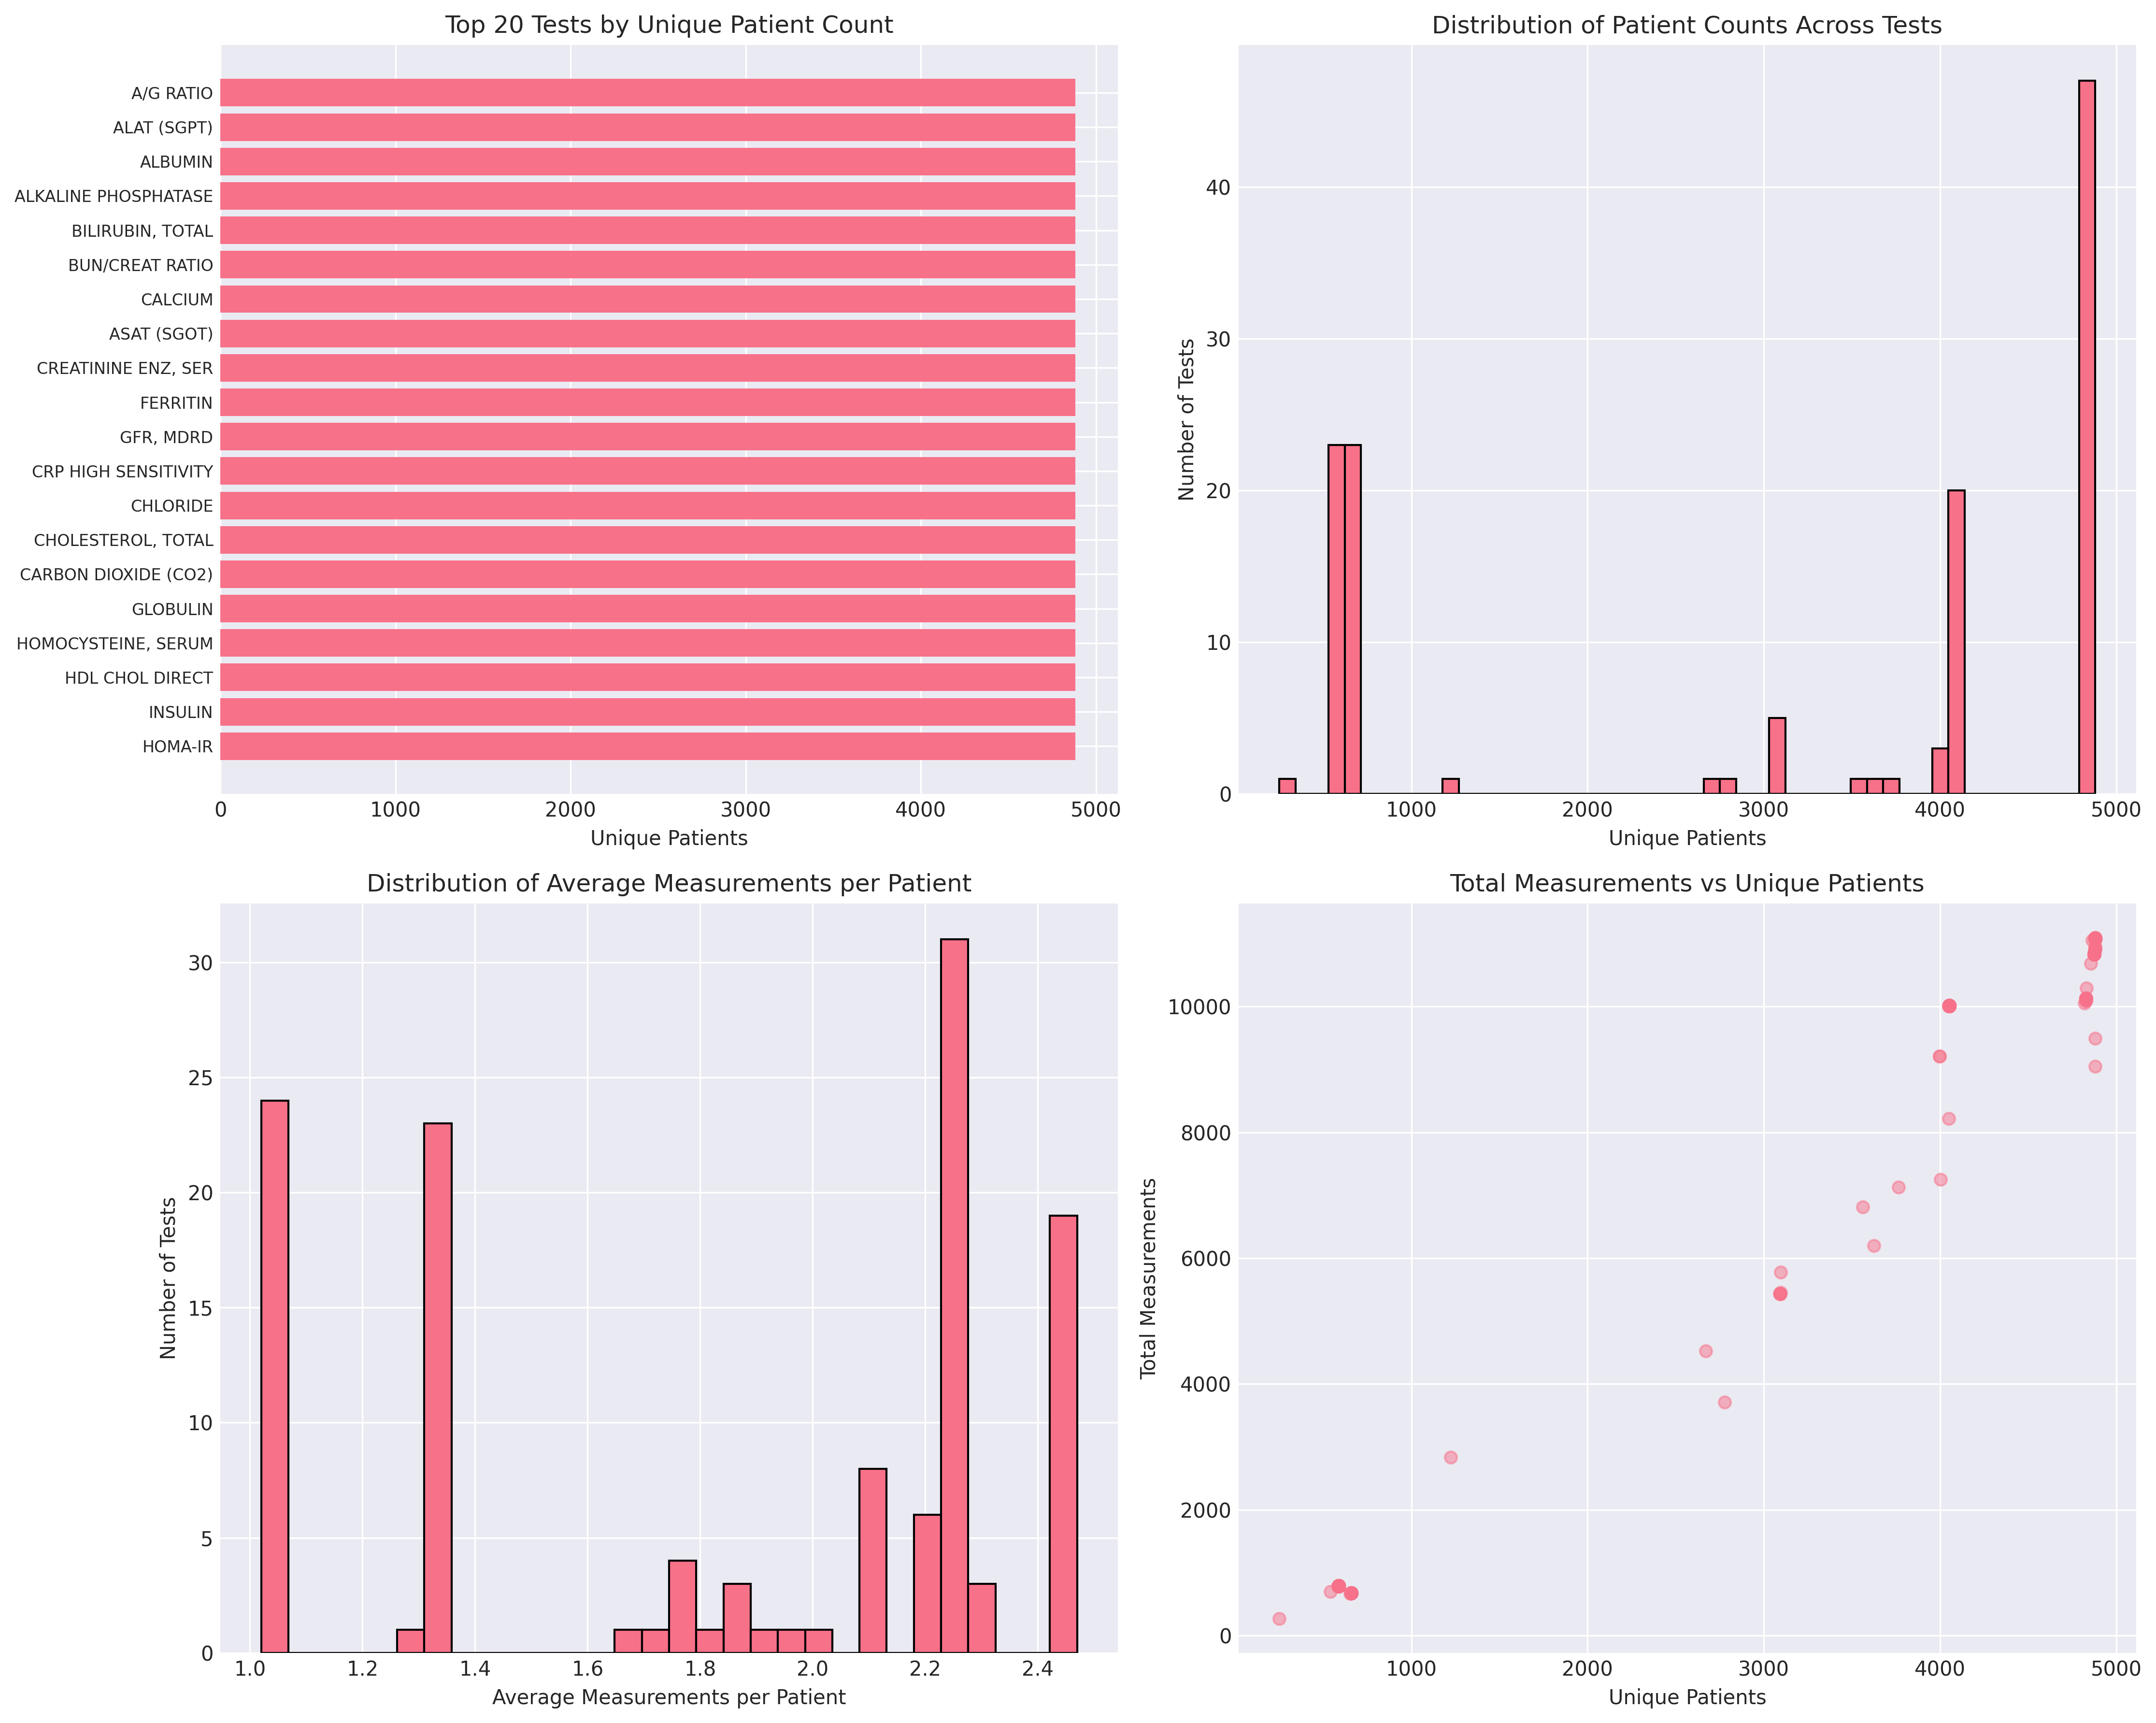 Top 20 Tests by Unique Patient Count
A/G RATIO
ALAT (SGPT)
ALBUMIN
ALKALINE PHOSPHATASE
BILIRUBIN, TOTAL
BUN/CREAT RATIO
CALCIUM
ASAT (SGOT)
CREATININE ENZ, SER
FERRITIN
GFR, MDRD
CRP HIGH SENSITIVITY
CHLORIDE
CHOLESTEROL, TOTAL
CARBON DIOXIDE (CO2)
GLOBULIN
HOMOCYSTEINE, SERUM
HDL CHOL DIRECT
INSULIN
HOMA-IR
0 1000 2000 3000 4000 5000
Unique Patients
Distribution of Patient Counts Across Tests
Number of Tests
40
30
20
10
0
1000 2000 3000 4000 5000
Unique Patients
Distribution of Average Measurements per Patient
Number of Tests
30
25
20
15
10
5
0
1.0 1.2 1.4 1.6 1.8 2.0 2.2 2.4
Average Measurements per Patient
Total Measurements vs Unique Patients
Total Measurements
10000
8000
6000
4000
2000
0
1000 2000 3000 4000 5000
Unique Patients